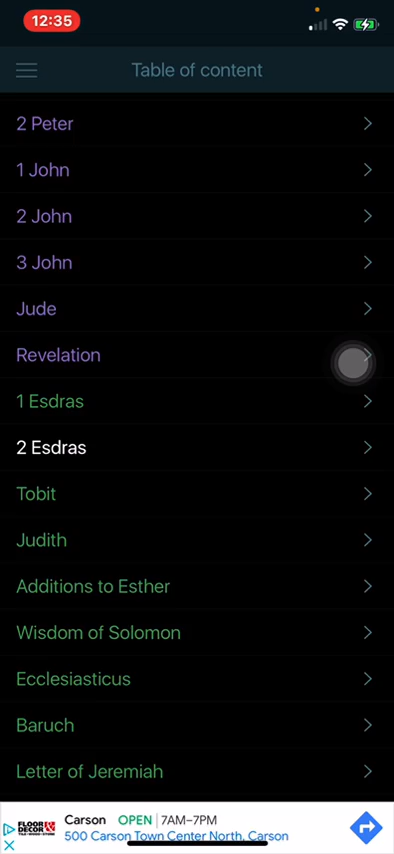 12:35
Table of content
2 Peter
1 John
2 John
3 John
Jude
Revelation
1 Esdras
2 Esdras
Tobit
Judith
Additions to Esther
Wisdom of Solomon
Ecclesiasticus
Baruch
Letter of Jeremiah
FLOOR & DECOR
Carson OPEN 7AM–7PM
500 Carson Town Center North, Carson